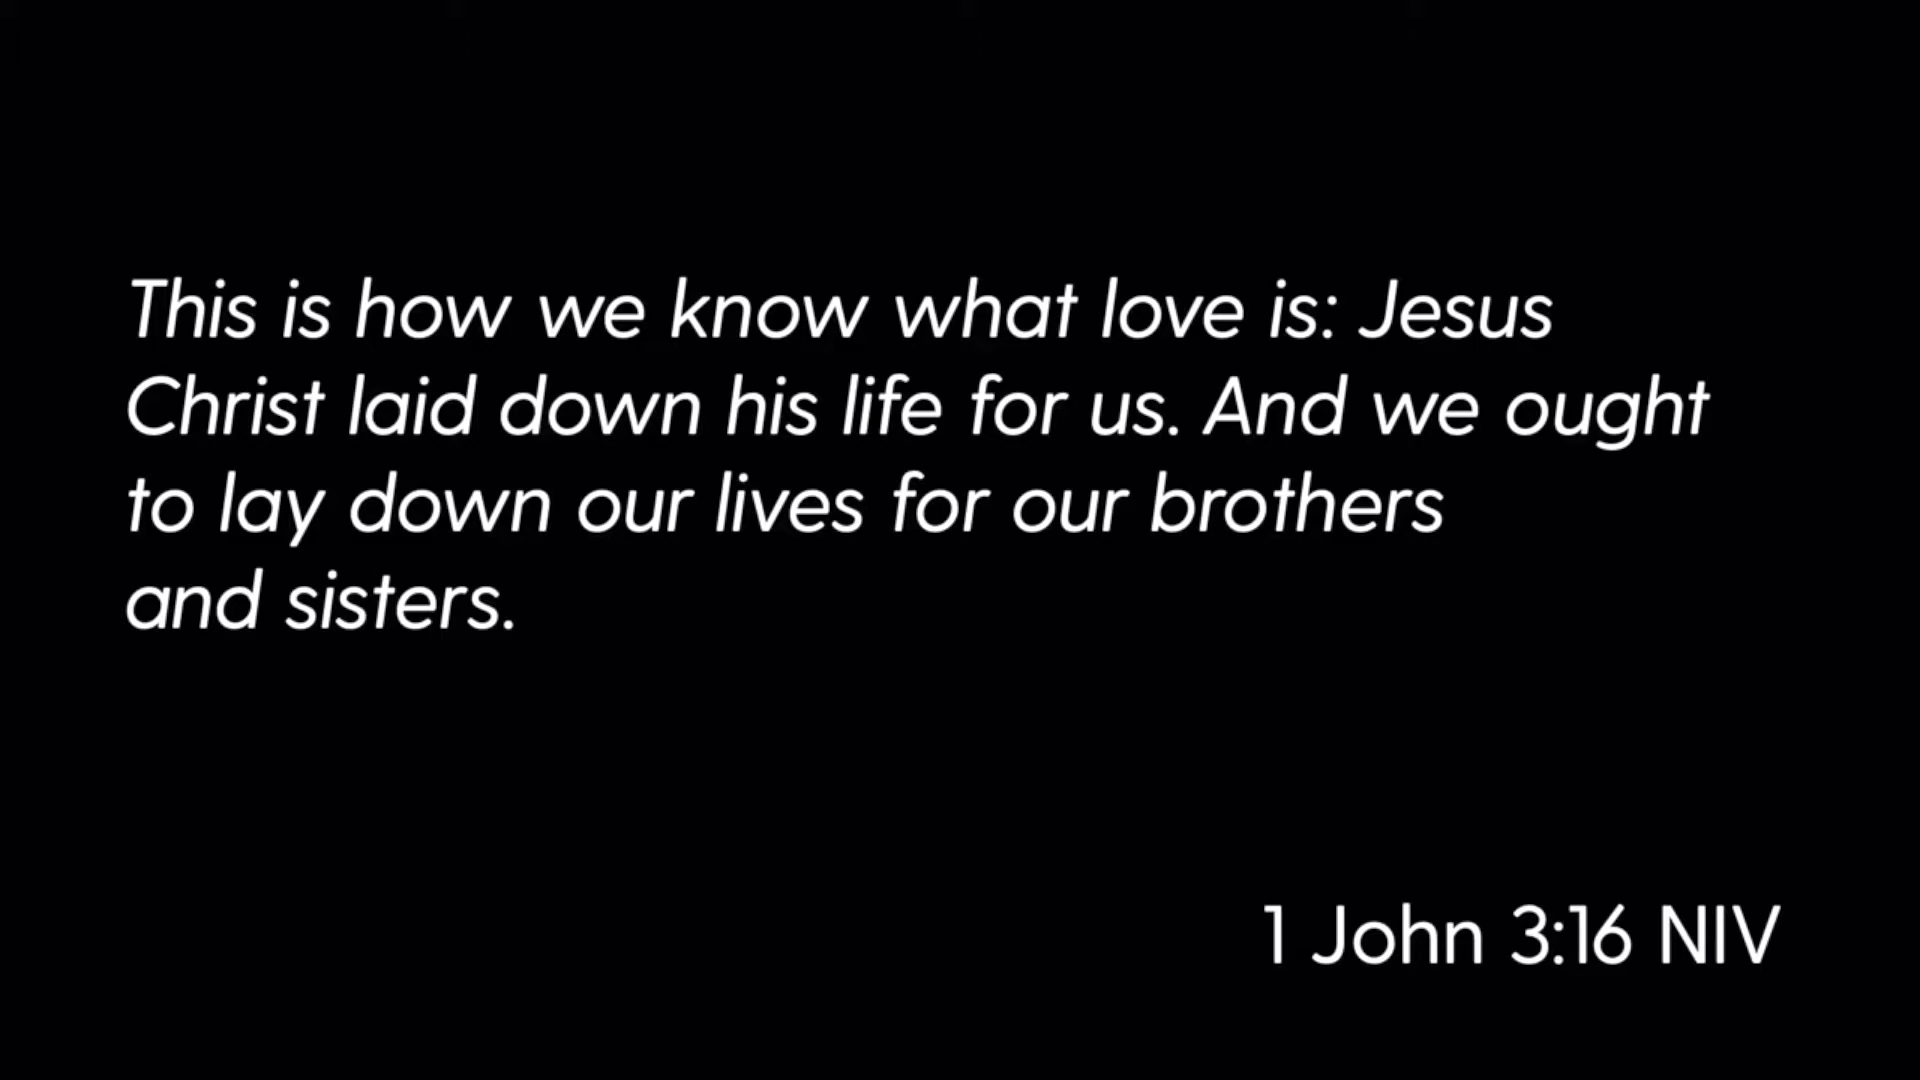 This is how we know what love is: Jesus
Christ laid down his life for us. And we ought
to lay down our lives for our brothers
and sisters.
1 John 3:16 NIV